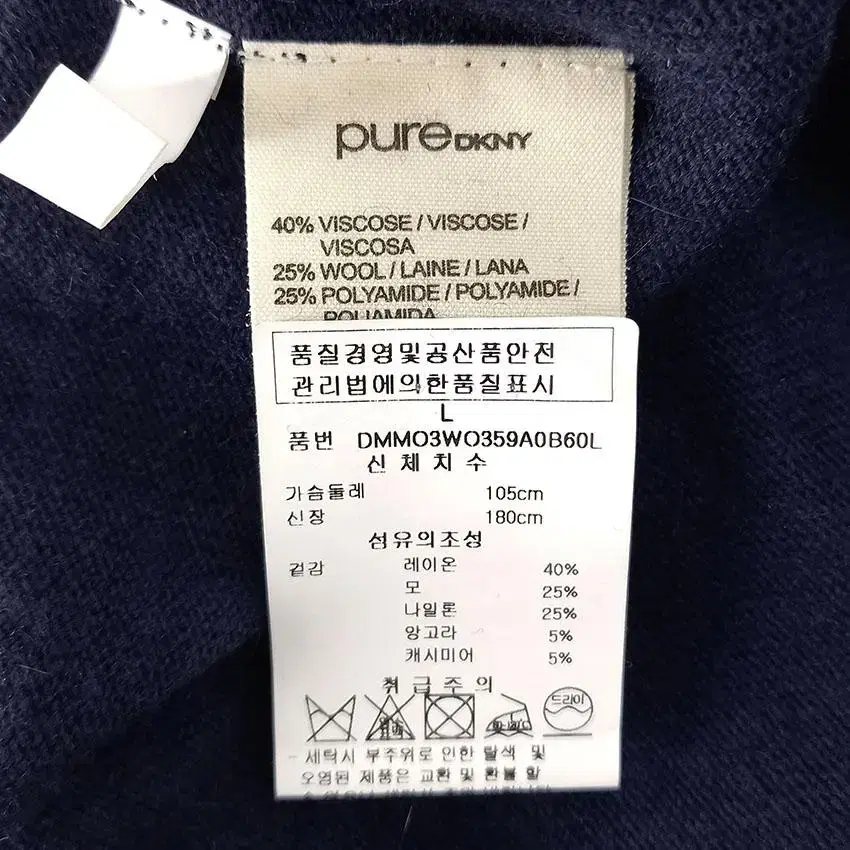 pure DKNY
40% VISCOSE / VISCOSE /
VISCOSA
25% WOOL / LAINE / LANA
25% POLYAMIDE / POLYAMIDE /
POLIAMIDA
품질경영및공산품안전
관리법에의한품질표시
L
품번 DMMO3WO359A0B60L
신체치수
가슴둘레 105cm
신장 180cm
섬유의조성
겉감 레이온 40%
모 25%
나일론 25%
앙고라 5%
캐시미어 5%
취급주의
드라이
- 세탁시 부주위로 인한 탈색 및
오염된 제품은 교환 및 환불 할